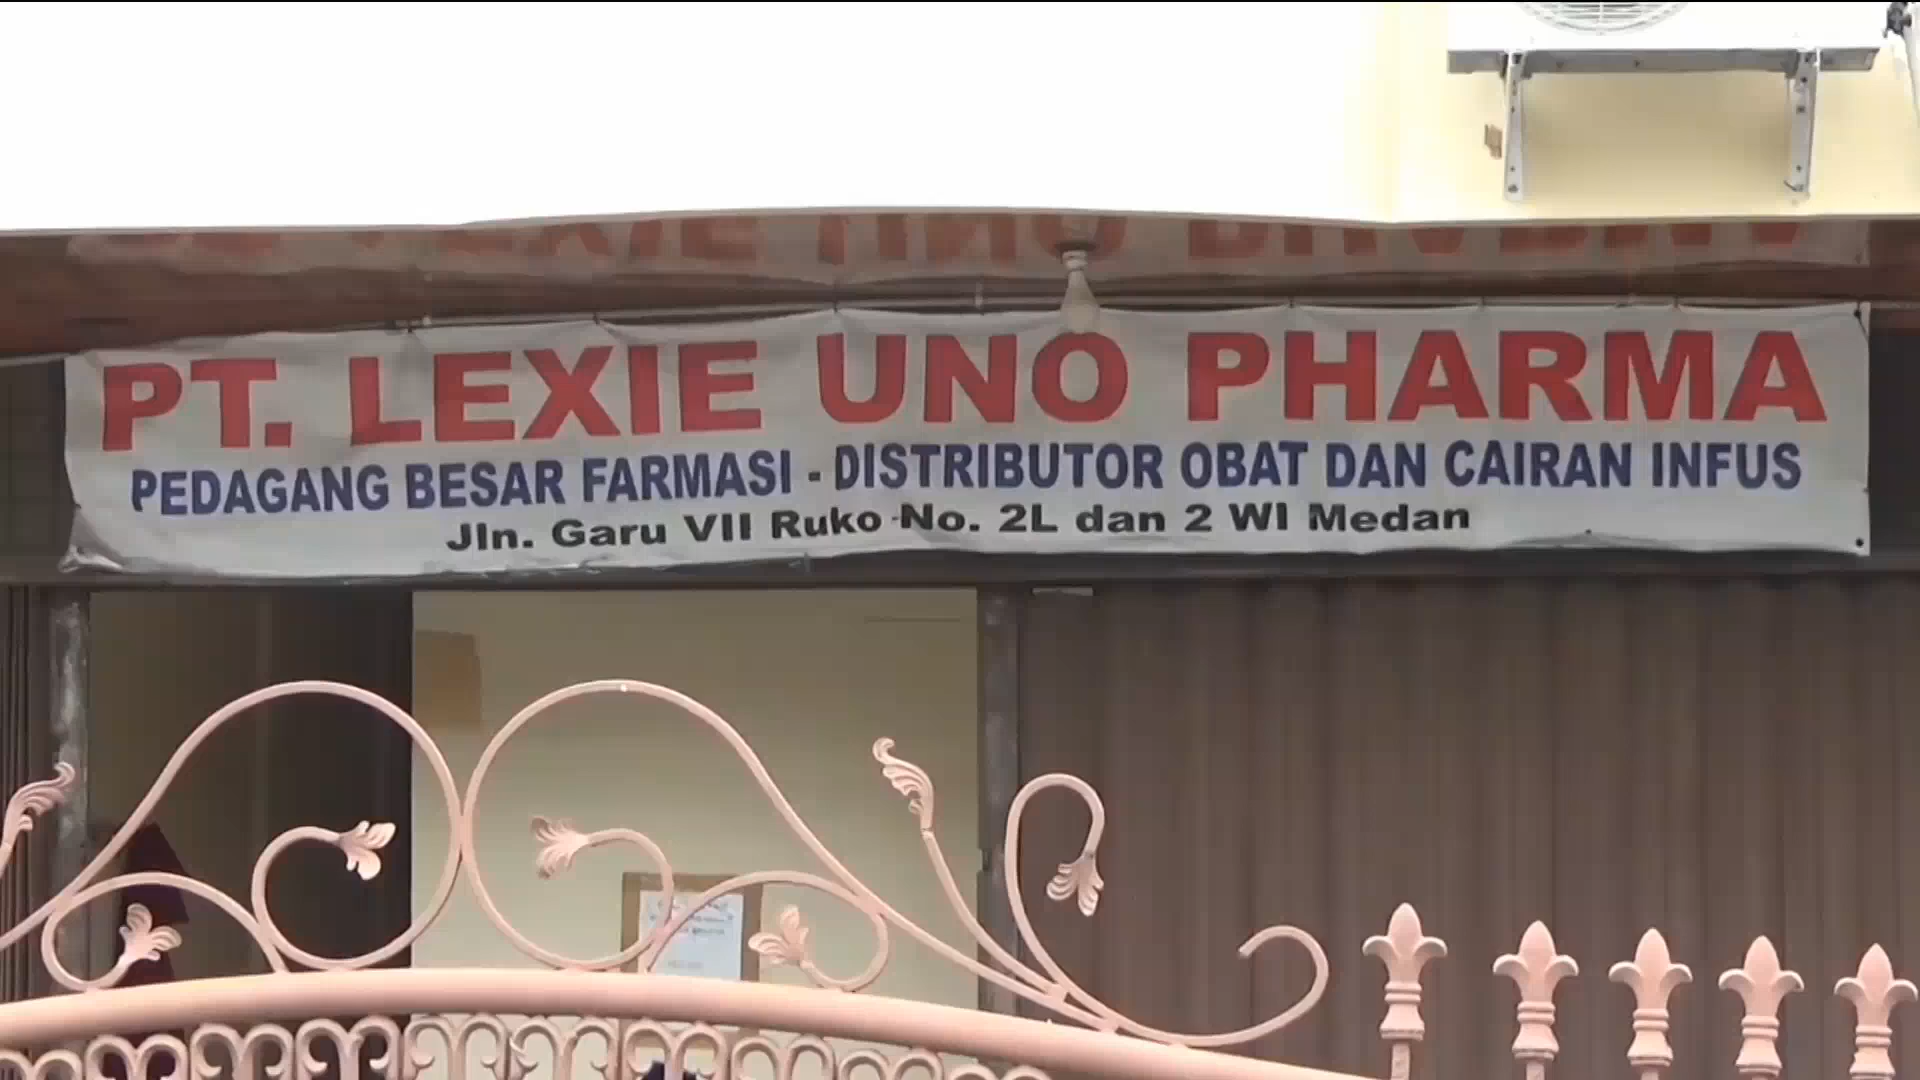 PT. LEXIE UNO PHARMA
PEDAGANG BESAR FARMASI - DISTRIBUTOR OBAT DAN CAIRAN INFUS
Jln. Garu VII Ruko No. 2L dan 2 WI Medan